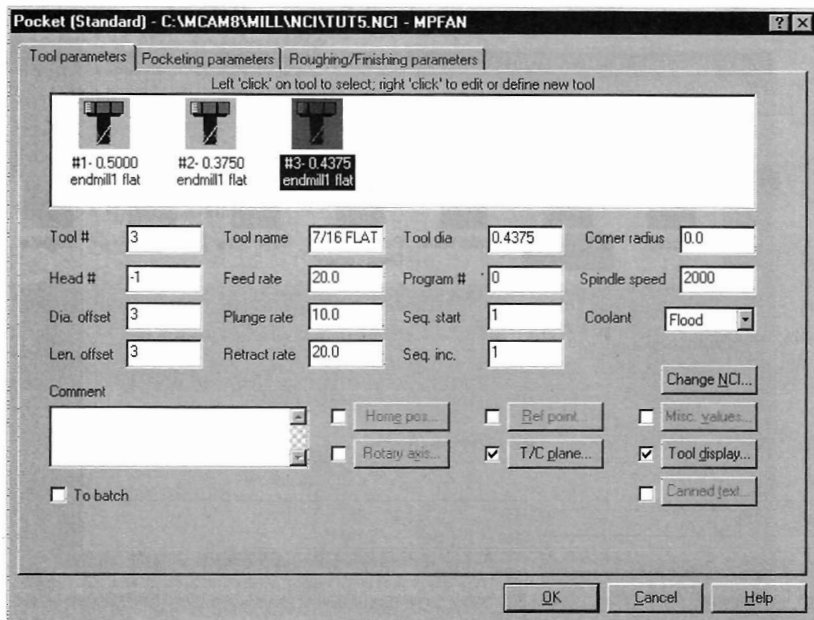 Pocket (Standard) - C:\MCAM8\MILL\NCI\TUT5.NCI - MPFAN
Tool parameters Pocketing parameters Roughing/Finishing parameters
Left 'click' on tool to select; right 'click' to edit or define new tool
#1- 0.5000 #2- 0.3750 #3- 0.4375
endmill1 flat endmill1 flat endmill1 flat
Tool # 3 Tool name 7/16 FLAT Tool dia 0.4375 Corner radius 0.0
Head # -1 Feed rate 20.0 Program # 0 Spindle speed 2000
Dia. offset 3 Plunge rate 10.0 Seq. start 1 Coolant Flood
Len. offset 3 Retract rate 20.0 Seq. inc. 1
Change NCI...
Comment
Home pos... Ref point... Misc. values...
Rotary axis... T/C plane... Tool display...
To batch Canned text...
OK Cancel Help